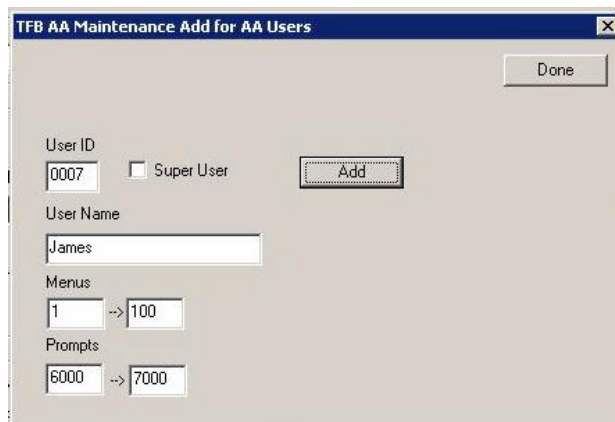 TFB AA Maintenance Add for AA Users
Done
User ID
0007 Super User Add
User Name
James
Menus
1 --> 100
Prompts
6000 --> 7000